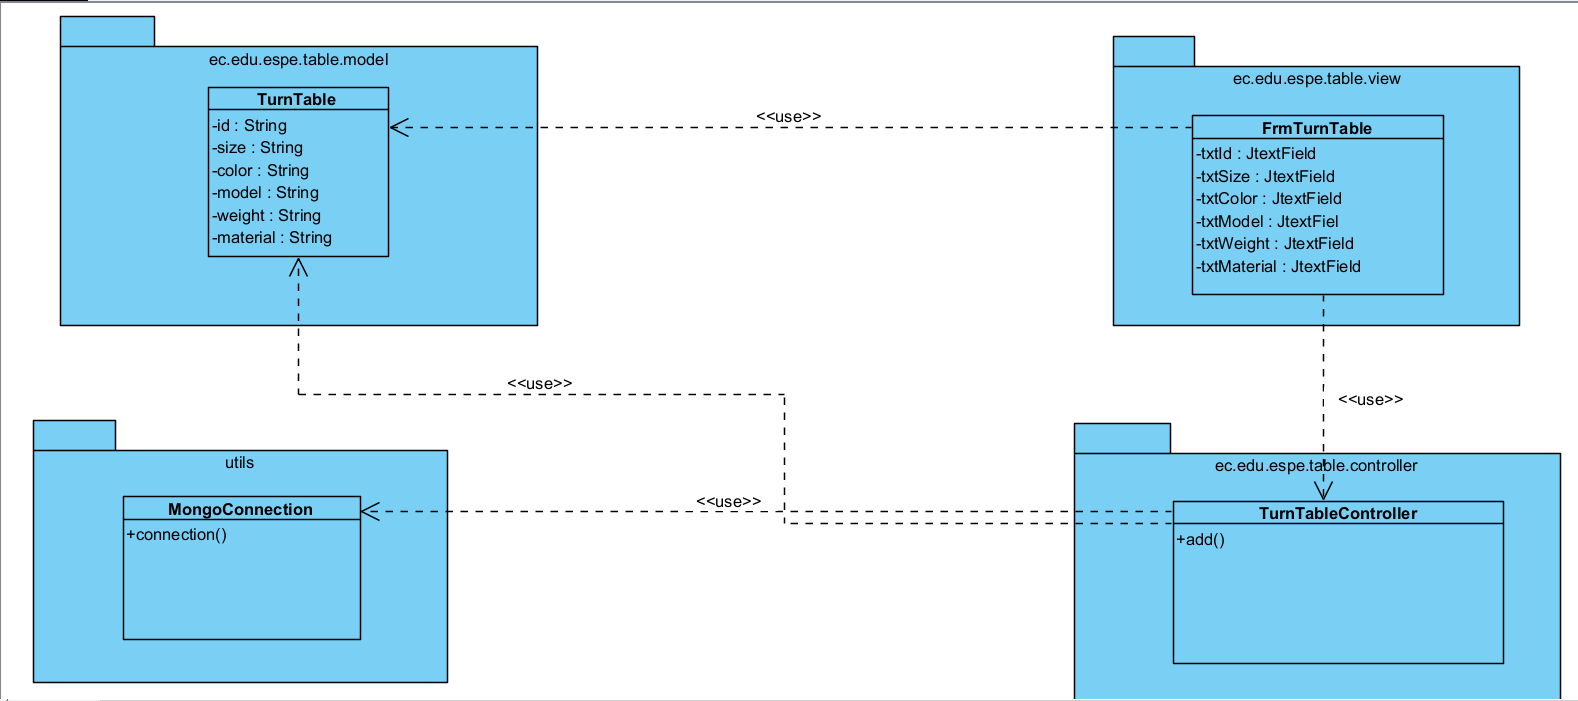 ec.edu.espe.table.model
TurnTable
-id : String
-size : String
-color : String
-model : String
-weight : String
-material : String
<<use>>
ec.edu.espe.table.view
FrmTurnTable
-txtId : JtextField
-txtSize : JtextField
-txtColor : JtextField
-txtModel : JtextFiel
-txtWeight : JtextField
-txtMaterial : JtextField
<<use>>
<<use>>
utils
MongoConnection
+connection()
<<use>>
ec.edu.espe.table.controller
TurnTableController
+add()